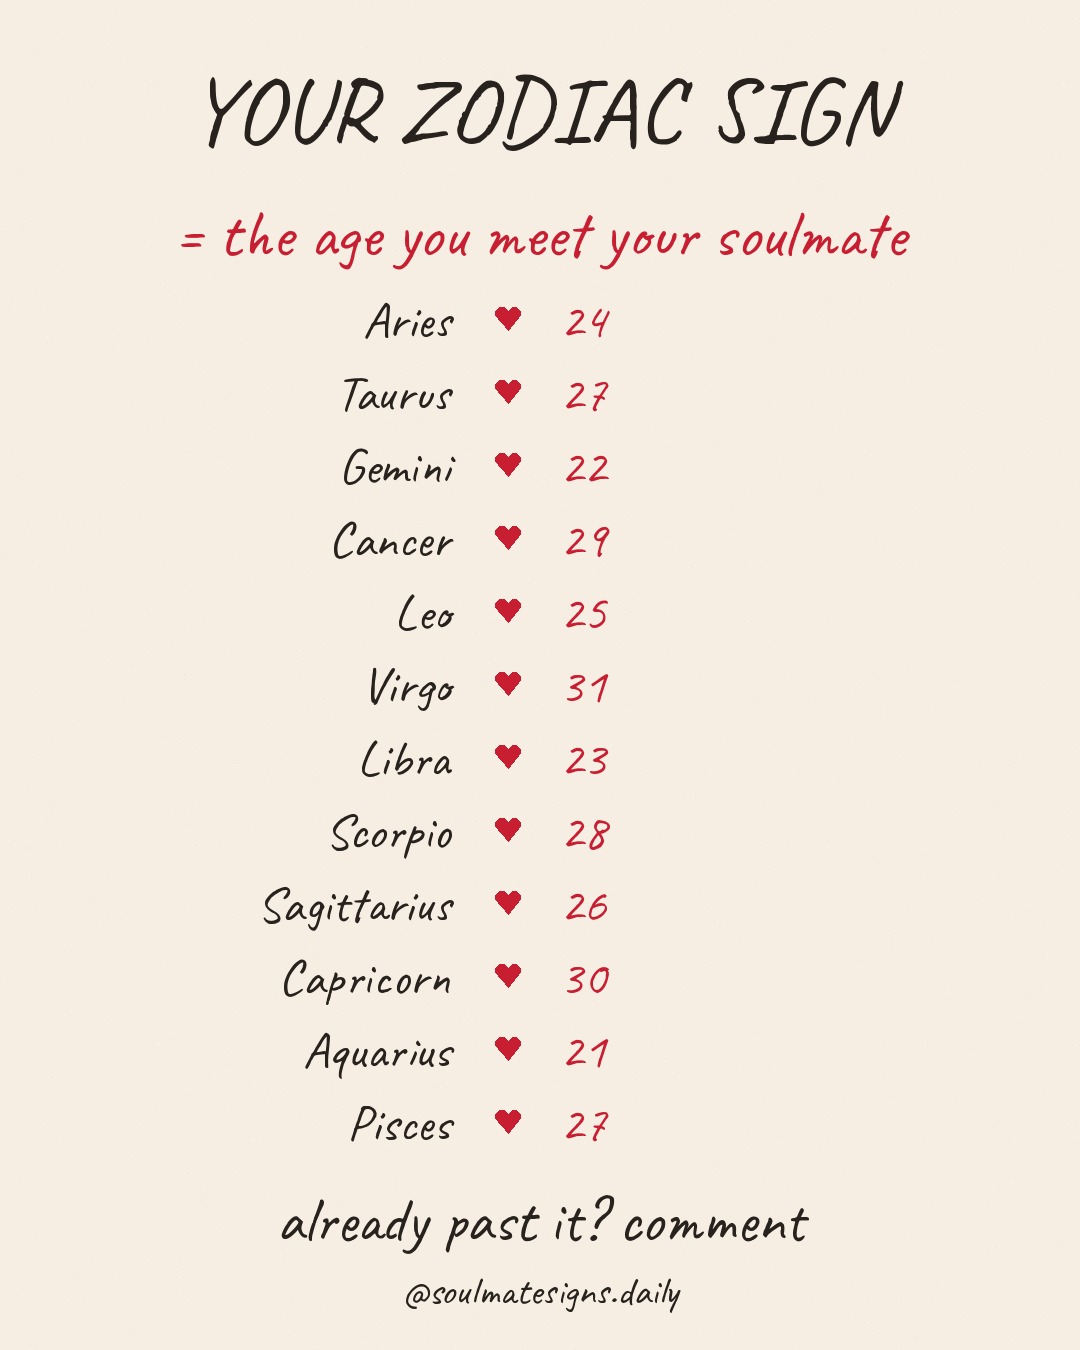 YOUR ZODIAC SIGN
= the age you meet your soulmate
Aries ♥ 24
Taurus ♥ 27
Gemini ♥ 22
Cancer ♥ 29
Leo ♥ 25
Virgo ♥ 31
Libra ♥ 23
Scorpio ♥ 28
Sagittarius ♥ 26
Capricorn ♥ 30
Aquarius ♥ 21
Pisces ♥ 27
already past it? comment
@soulmatesigns.daily